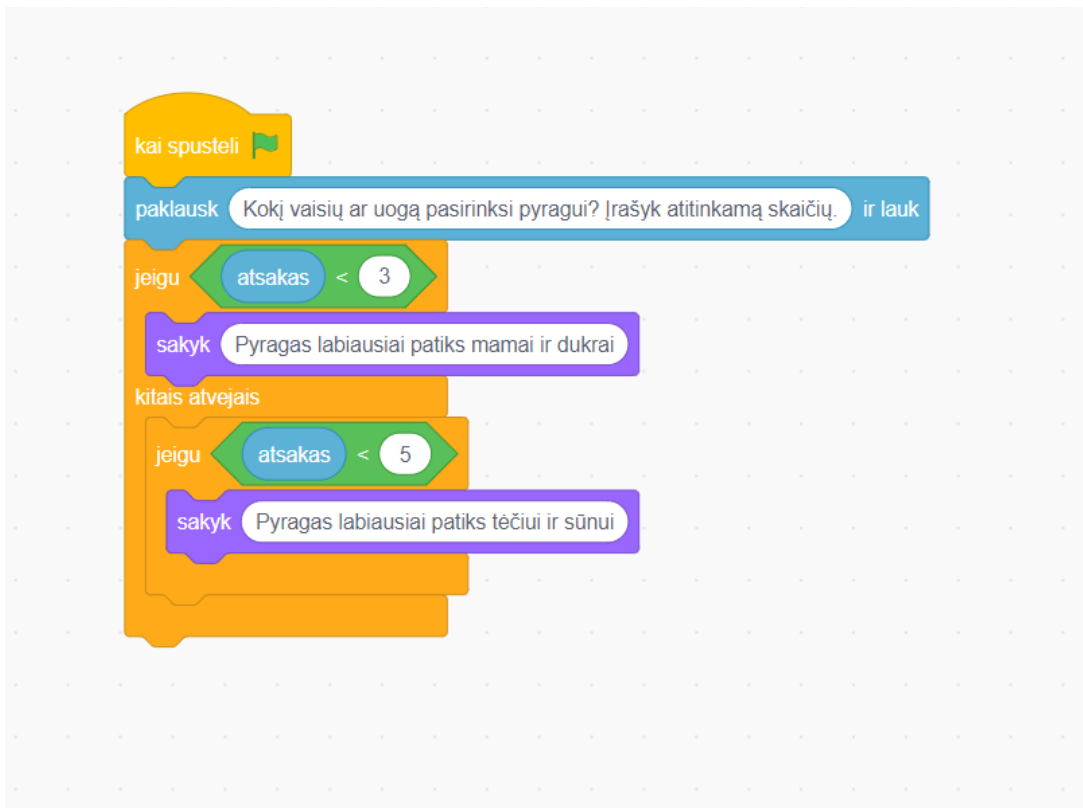 kai spusteli
paklausk Kokį vaisių ar uogą pasirinksi pyragui? Įrašyk atitinkamą skaičių. ir lauk
jeigu atsakas < 3
sakyk Pyragas labiausiai patiks mamai ir dukrai
kitais atvejais
jeigu atsakas < 5
sakyk Pyragas labiausiai patiks tėčiui ir sūnui